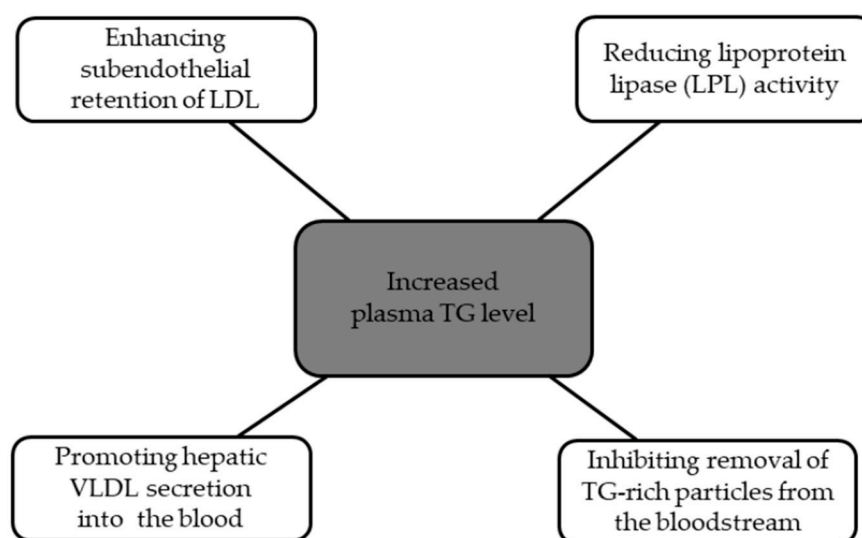 Enhancing
subendothelial
retention of LDL
Reducing lipoprotein
lipase (LPL) activity
Increased
plasma TG level
Promoting hepatic
VLDL secretion
into the blood
Inhibiting removal of
TG-rich particles from
the bloodstream